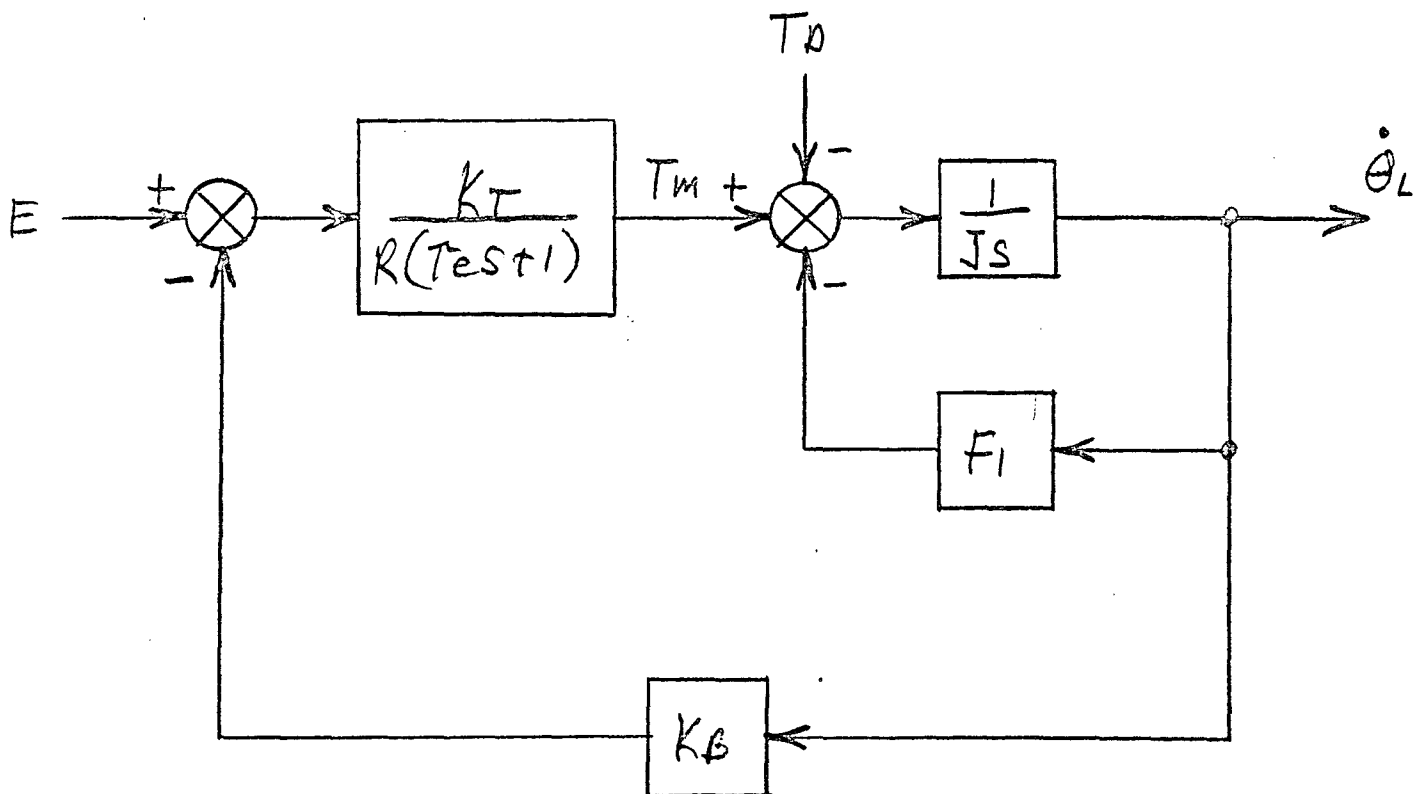 TD
E
+
-
KT
R(TeS+1)
Tm
+
-
-
1
JS
θ̇L
F1
KB